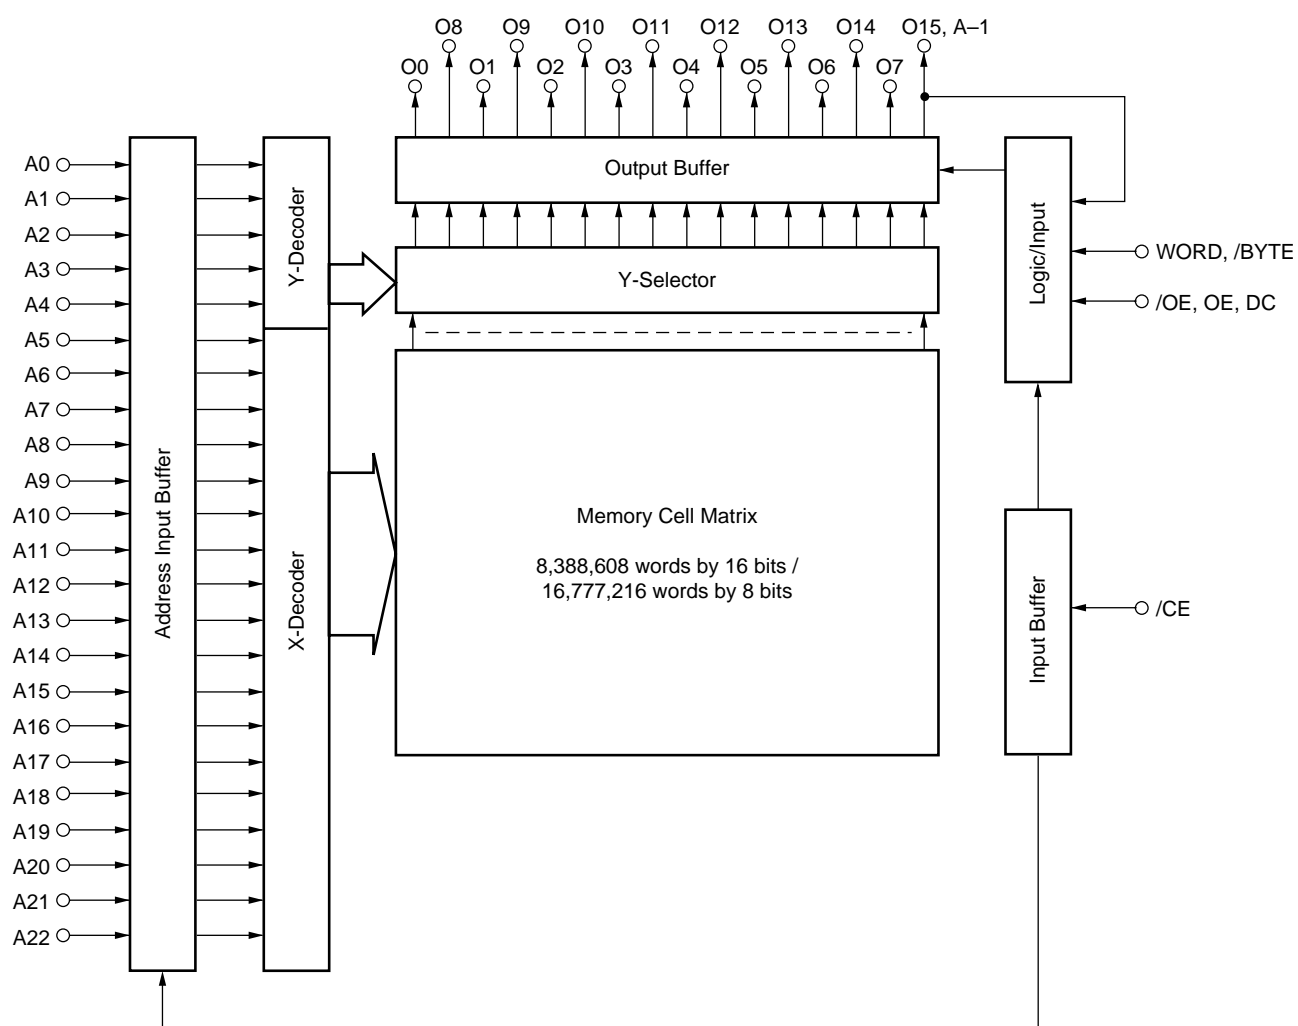 O8 O9 O10 O11 O12 O13 O14 O15, A–1
O0 O1 O2 O3 O4 O5 O6 O7
A0
A1
A2
A3
A4
A5
A6
A7
A8
A9
A10
A11
A12
A13
A14
A15
A16
A17
A18
A19
A20
A21
A22
Address Input Buffer
Y-Decoder
X-Decoder
Output Buffer
Y-Selector
Memory Cell Matrix
8,388,608 words by 16 bits /
16,777,216 words by 8 bits
Logic/Input
WORD, /BYTE
/OE, OE, DC
Input Buffer
/CE